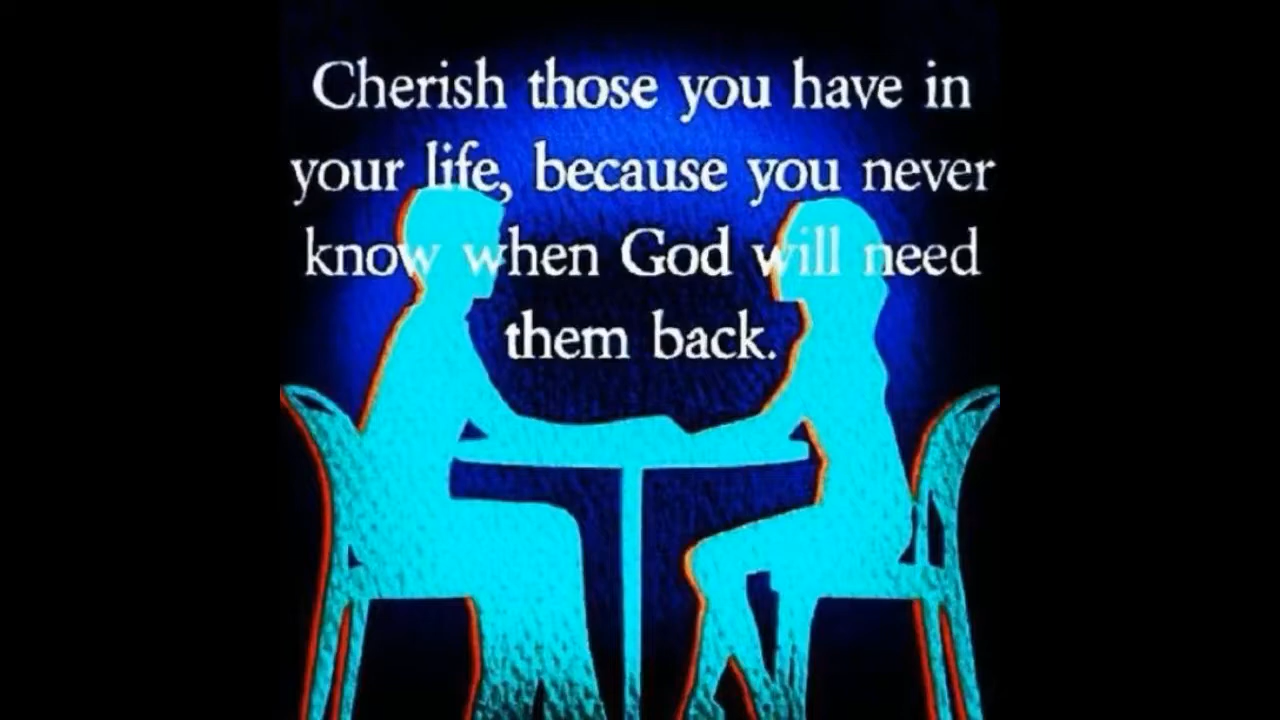 Cherish those you have in
your life, because you never
know when God will need
them back.